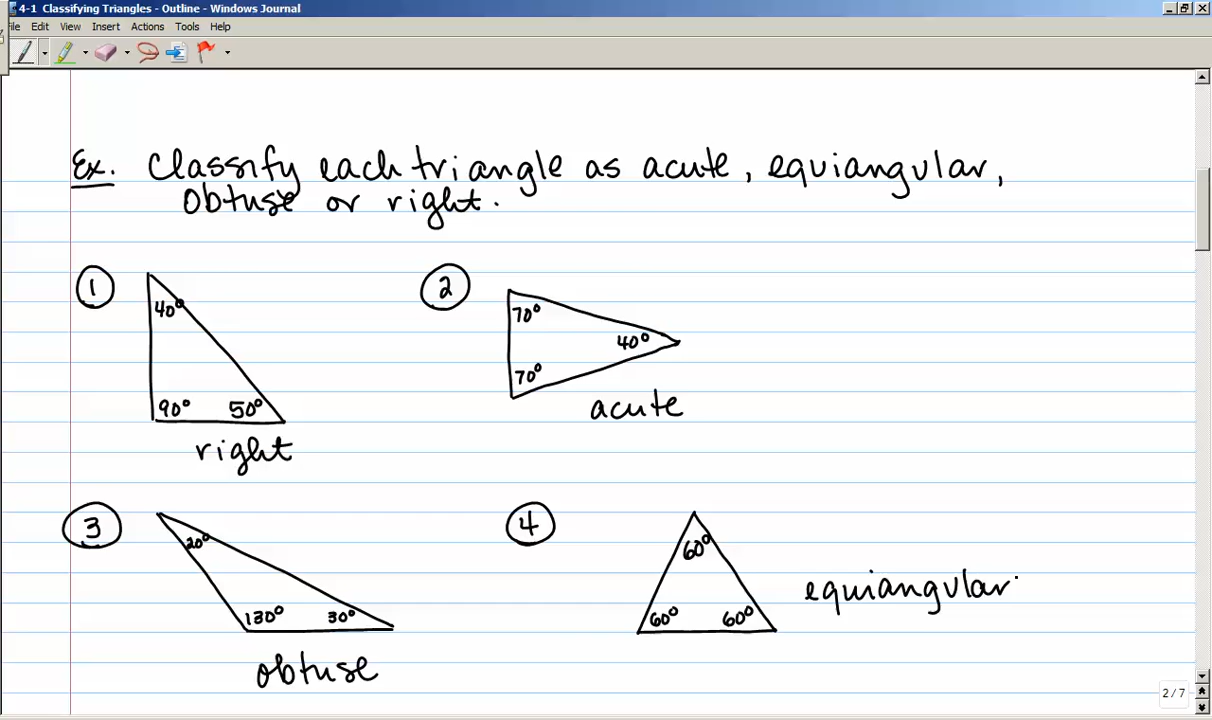 4-1 Classifying Triangles - Outline - Windows Journal
File Edit View Insert Actions Tools Help
Ex. Classify each triangle as acute, equiangular,
obtuse or right.
1
40°
90° 50°
right
2
70°
40°
70°
acute
3
20°
130° 30°
obtuse
4
60°
60° 60°
equiangular
2 / 7